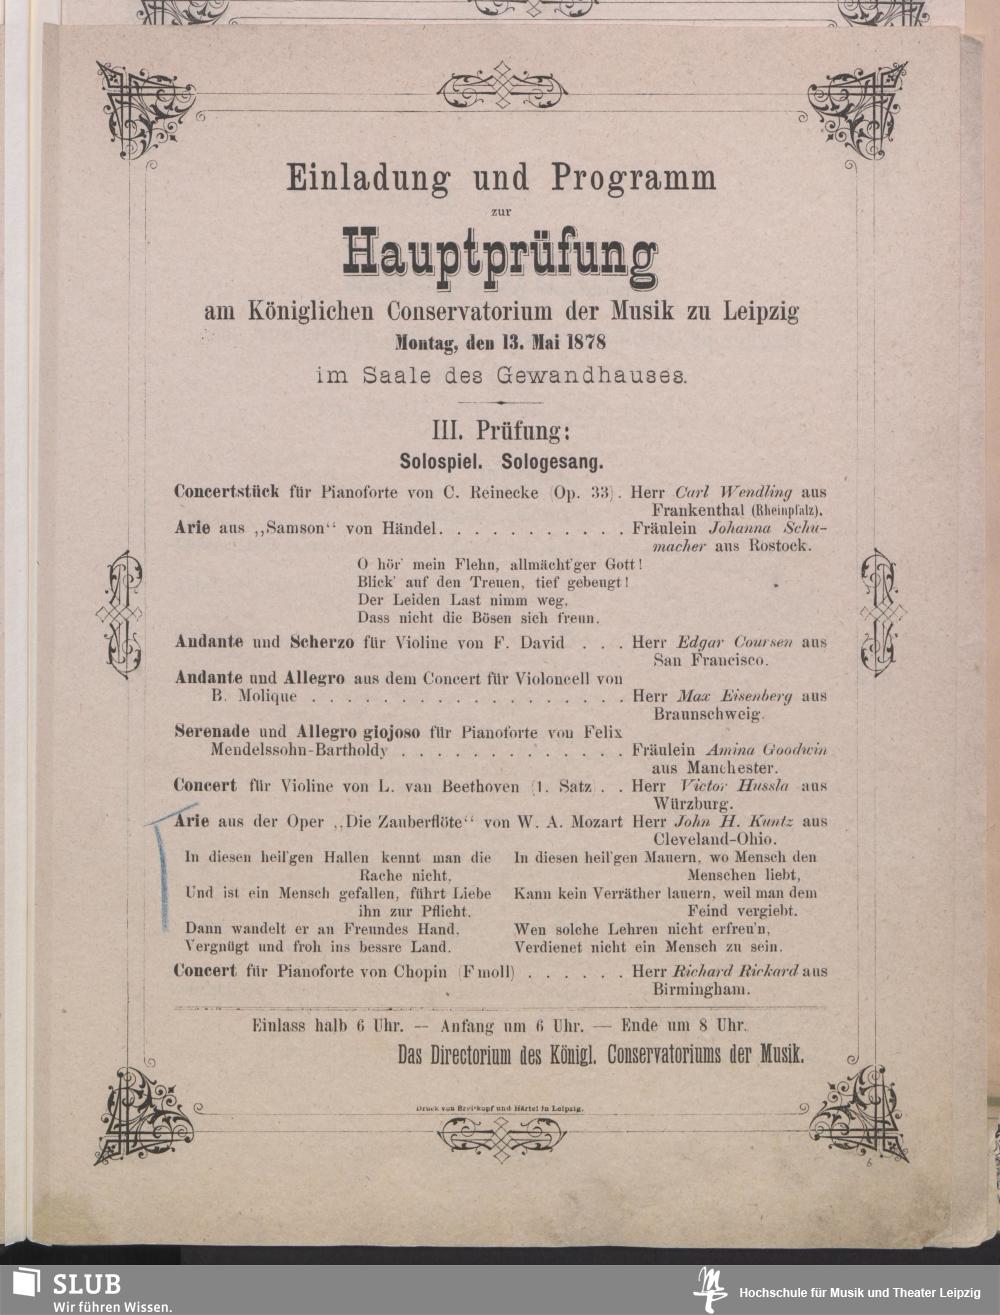 Einladung und Programm
zur
Hauptprüfung
am Königlichen Conservatorium der Musik zu Leipzig
Montag, den 13. Mai 1878
im Saale des Gewandhauses.
III. Prüfung:
Solospiel. Sologesang.
Concertstück für Pianoforte von C. Reinecke (Op. 33). Herr Carl Wendling aus
Frankenthal (Rheinpfalz).
Arie aus „Samson“ von Händel. . . . . . . . . . . Fräulein Johanna Schu-
macher aus Rostock.
O hör' mein Flehn, allmächt'ger Gott!
Blick' auf den Treuen, tief gebeugt!
Der Leiden Last nimm weg,
Dass nicht die Bösen sich freun.
Andante und Scherzo für Violine von F. David . . . Herr Edgar Coursen aus
San Francisco.
Andante und Allegro aus dem Concert für Violoncell von
B. Molique . . . . . . . . . . . . . . . . . . Herr Max Eisenberg aus
Braunschweig.
Serenade und Allegro giojoso für Pianoforte von Felix
Mendelssohn-Bartholdy . . . . . . . . . . . . . Fräulein Amina Goodwin
aus Manchester.
Concert für Violine von L. van Beethoven (1. Satz) . . Herr Victor Hussla aus
Würzburg.
Arie aus der Oper „Die Zauberflöte“ von W. A. Mozart Herr John H. Kuntz aus
Cleveland-Ohio.
In diesen heil'gen Hallen kennt man die
Rache nicht,
Und ist ein Mensch gefallen, führt Liebe
ihn zur Pflicht.
Dann wandelt er an Freundes Hand,
Vergnügt und froh ins bessre Land.
In diesen heil'gen Mauern, wo Mensch den
Menschen liebt,
Kann kein Verräther lauern, weil man dem
Feind vergiebt.
Wen solche Lehren nicht erfreu'n,
Verdienet nicht ein Mensch zu sein.
Concert für Pianoforte von Chopin (F moll) . . . . . . Herr Richard Rickard aus
Birmingham.
Einlass halb 6 Uhr. — Anfang um 6 Uhr. — Ende um 8 Uhr.
Das Directorium des Königl. Conservatoriums der Musik.
Druck von Breitkopf und Härtel in Leipzig.
6
SLUB
Wir führen Wissen.
Hochschule für Musik und Theater Leipzig